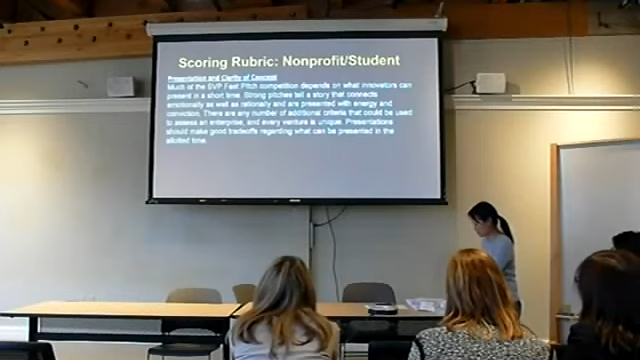 Scoring Rubric: Nonprofit/Student
Presentation and Clarity of Concept
Much of the SVP Fast Pitch competition depends on what innovators can
present in a short time. Strong pitches tell a story that connects
emotionally as well as rationally and are presented with energy and
conviction. There are any number of additional criteria that could be used
to assess an enterprise, and every venture is unique. Presentations
should make good tradeoffs regarding what can be presented in the
allotted time.